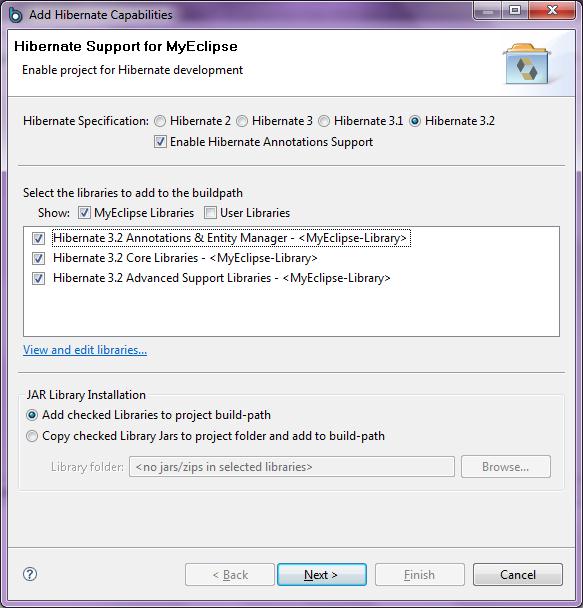 Add Hibernate Capabilities
Hibernate Support for MyEclipse
Enable project for Hibernate development
Hibernate Specification: Hibernate 2 Hibernate 3 Hibernate 3.1 Hibernate 3.2
Enable Hibernate Annotations Support
Select the libraries to add to the buildpath
Show: MyEclipse Libraries User Libraries
Hibernate 3.2 Annotations & Entity Manager - <MyEclipse-Library>
Hibernate 3.2 Core Libraries - <MyEclipse-Library>
Hibernate 3.2 Advanced Support Libraries - <MyEclipse-Library>
View and edit libraries...
JAR Library Installation
Add checked Libraries to project build-path
Copy checked Library Jars to project folder and add to build-path
Library folder: <no jars/zips in selected libraries> Browse...
? < Back Next > Finish Cancel